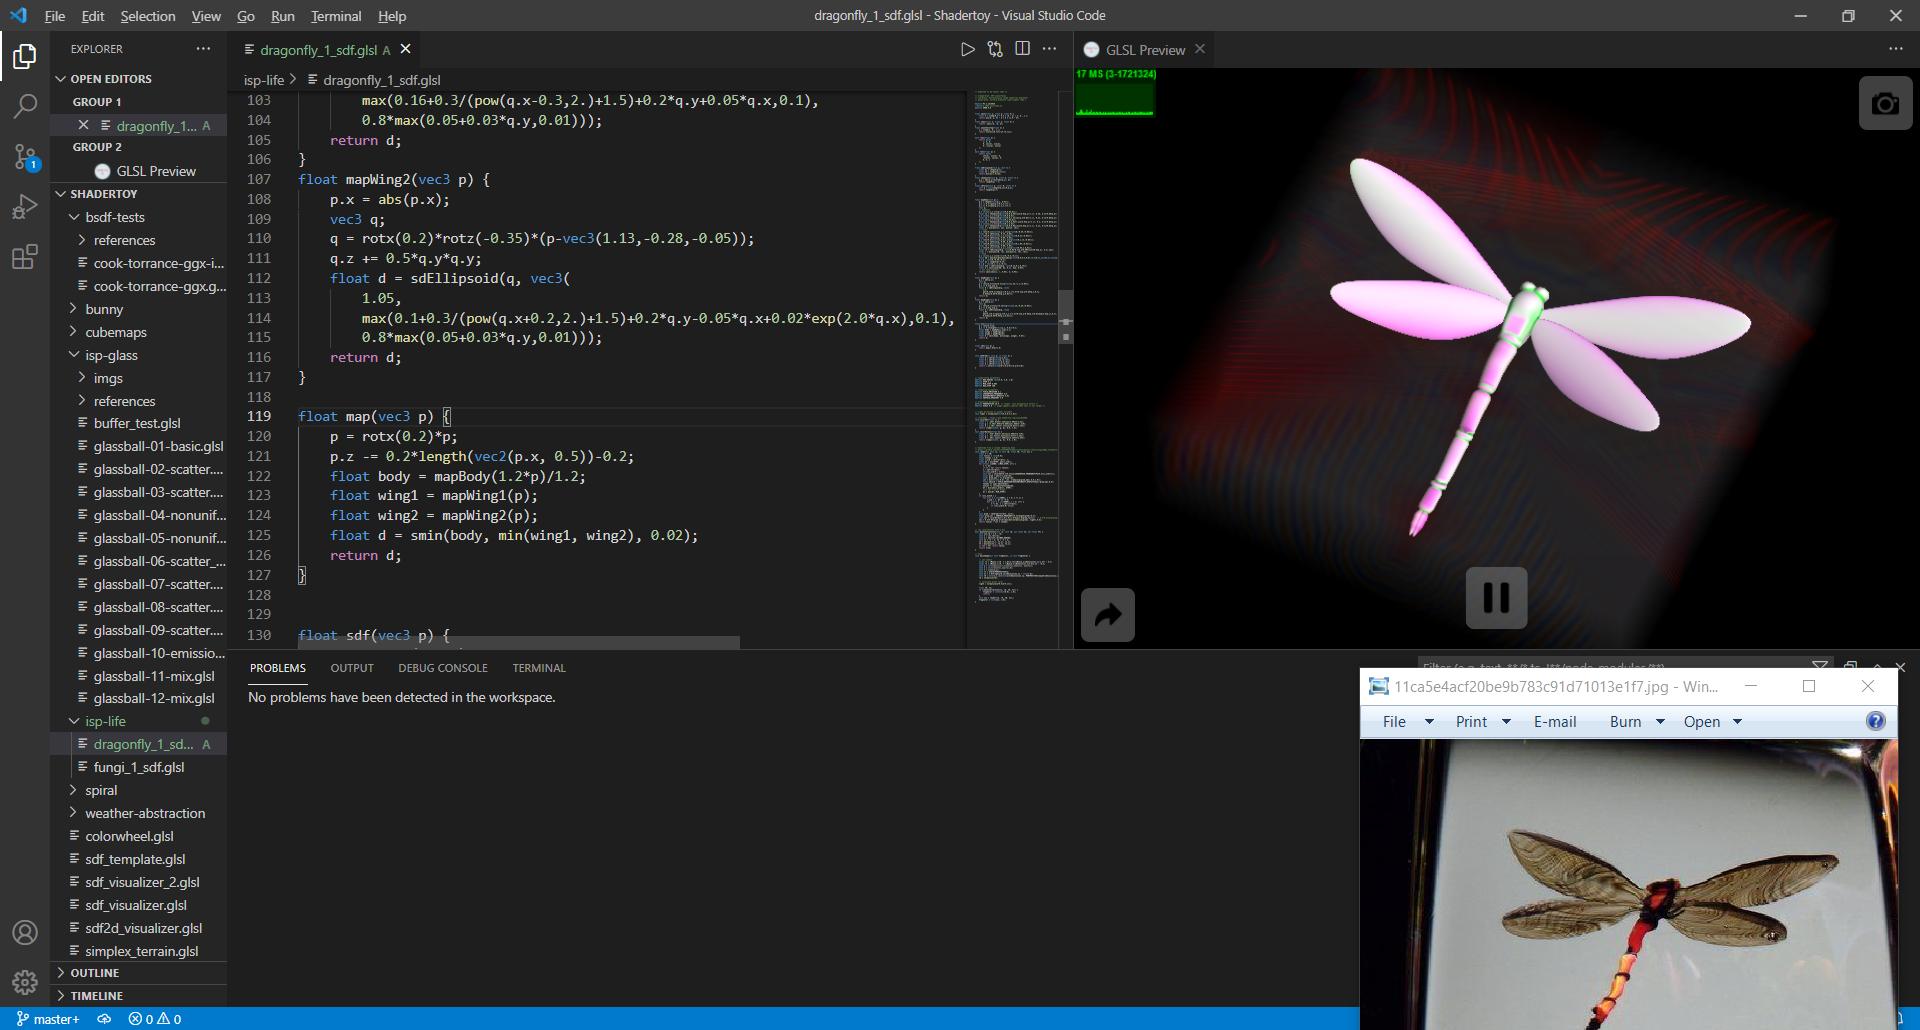 File Edit Selection View Go Run Terminal Help
dragonfly_1_sdf.glsl - Shadertoy - Visual Studio Code
EXPLORER
OPEN EDITORS
GROUP 1
dragonfly_1... A
GROUP 2
GLSL Preview
SHADERTOY
bsdf-tests
references
cook-torrance-ggx-i...
cook-torrance-ggx.g...
bunny
cubemaps
isp-glass
imgs
references
buffer_test.glsl
glassball-01-basic.glsl
glassball-02-scatter....
glassball-03-scatter....
glassball-04-nonunif...
glassball-05-nonunif...
glassball-06-scatter_...
glassball-07-scatter....
glassball-08-scatter....
glassball-09-scatter....
glassball-10-emissio...
glassball-11-mix.glsl
glassball-12-mix.glsl
isp-life
dragonfly_1_sd... A
fungi_1_sdf.glsl
spiral
weather-abstraction
colorwheel.glsl
sdf_template.glsl
sdf_visualizer_2.glsl
sdf_visualizer.glsl
sdf2d_visualizer.glsl
simplex_terrain.glsl
OUTLINE
TIMELINE
1
dragonfly_1_sdf.glsl A
isp-life > dragonfly_1_sdf.glsl
103 max(0.16+0.3/(pow(q.x-0.3,2.)+1.5)+0.2*q.y+0.05*q.x,0.1),
104 0.8*max(0.05+0.03*q.y,0.01)));
105 return d;
106 }
107 float mapWing2(vec3 p) {
108 p.x = abs(p.x);
109 vec3 q;
110 q = rotx(0.2)*rotz(-0.35)*(p-vec3(1.13,-0.28,-0.05));
111 q.z += 0.5*q.y*q.y;
112 float d = sdEllipsoid(q, vec3(
113 1.05,
114 max(0.1+0.3/(pow(q.x+0.2,2.)+1.5)+0.2*q.y-0.05*q.x+0.02*exp(2.0*q.x),0.1),
115 0.8*max(0.05+0.03*q.y,0.01)));
116 return d;
117 }
118
119 float map(vec3 p) {
120 p = rotx(0.2)*p;
121 p.z -= 0.2*length(vec2(p.x, 0.5))-0.2;
122 float body = mapBody(1.2*p)/1.2;
123 float wing1 = mapWing1(p);
124 float wing2 = mapWing2(p);
125 float d = smin(body, min(wing1, wing2), 0.02);
126 return d;
127 }
128
129
130 float sdf(vec3 p) {
GLSL Preview
17 MS (3-1721324)
PROBLEMS OUTPUT DEBUG CONSOLE TERMINAL
No problems have been detected in the workspace.
11ca5e4acf20be9b783c91d71013e1f7.jpg - Win...
File Print E-mail Burn Open
master+ 0 0